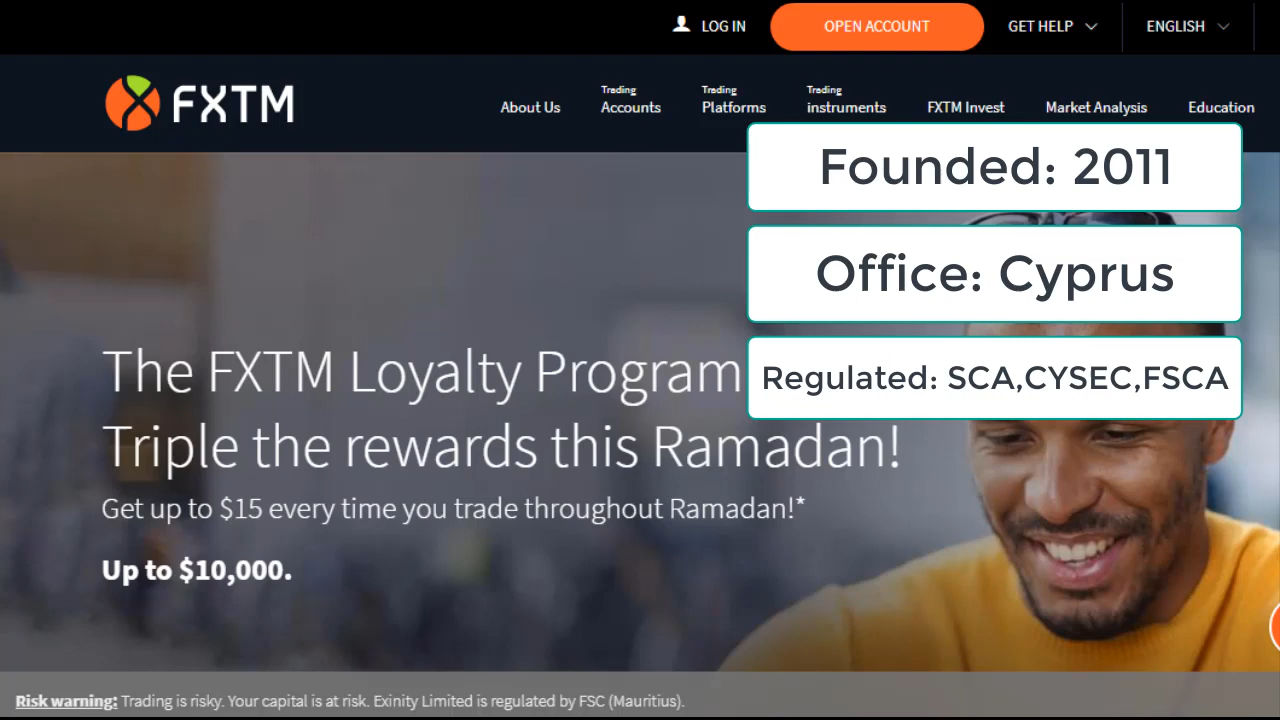 LOG IN
OPEN ACCOUNT
GET HELP
ENGLISH
FXTM
About Us
Trading
Accounts
Trading
Platforms
Trading
instruments
FXTM Invest
Market Analysis
Education
Founded: 2011
Office: Cyprus
Regulated: SCA,CYSEC,FSCA
The FXTM Loyalty Program
Triple the rewards this Ramadan!
Get up to $15 every time you trade throughout Ramadan!*
Up to $10,000.
Risk warning: Trading is risky. Your capital is at risk. Exinity Limited is regulated by FSC (Mauritius).